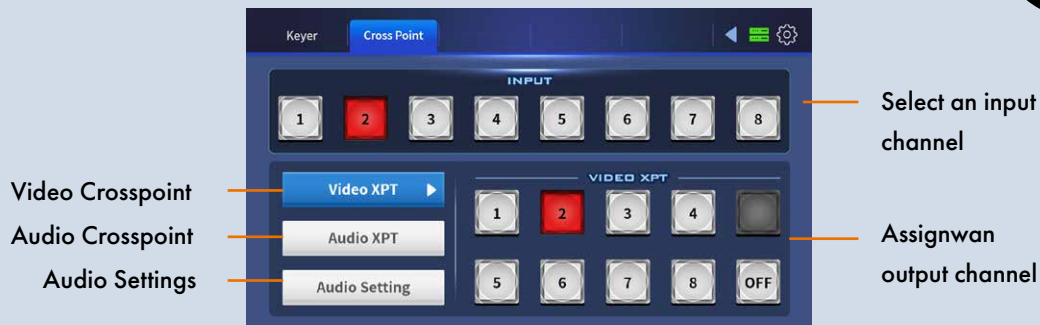 Keyer
Cross Point
INPUT
1 2 3 4 5 6 7 8
Select an input
channel
Video Crosspoint
Audio Crosspoint
Audio Settings
Video XPT
Audio XPT
Audio Setting
VIDEO XPT
1 2 3 4
5 6 7 8 OFF
Assignwan
output channel